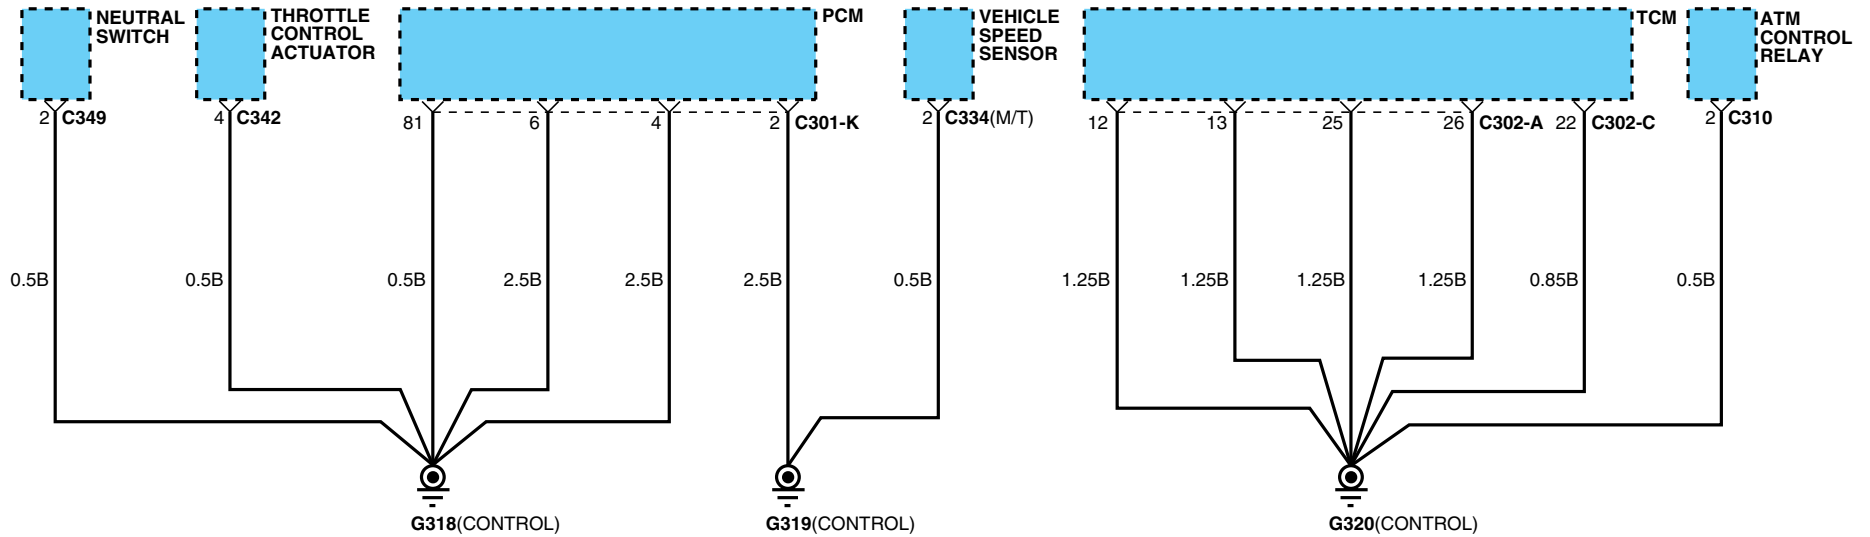 NEUTRAL
SWITCH
THROTTLE
CONTROL
ACTUATOR
PCM
VEHICLE
SPEED
SENSOR
TCM
ATM
CONTROL
RELAY
2 C349
4 C342
81
6
4
2 C301-K
2 C334(M/T)
12
13
25
26 C302-A
22 C302-C
2 C310
0.5B
0.5B
0.5B
2.5B
2.5B
2.5B
0.5B
1.25B
1.25B
1.25B
1.25B
0.85B
0.5B
G318(CONTROL)
G319(CONTROL)
G320(CONTROL)